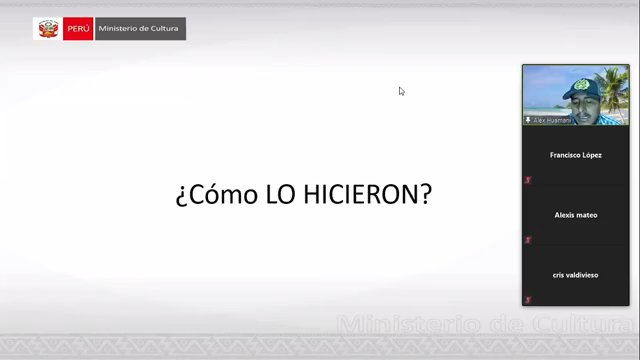 PERÚ
Ministerio de Cultura
¿Cómo LO HICIERON?
Alex Huamani
Francisco López
Alexis mateo
cris valdivieso
Ministerio de Cultura